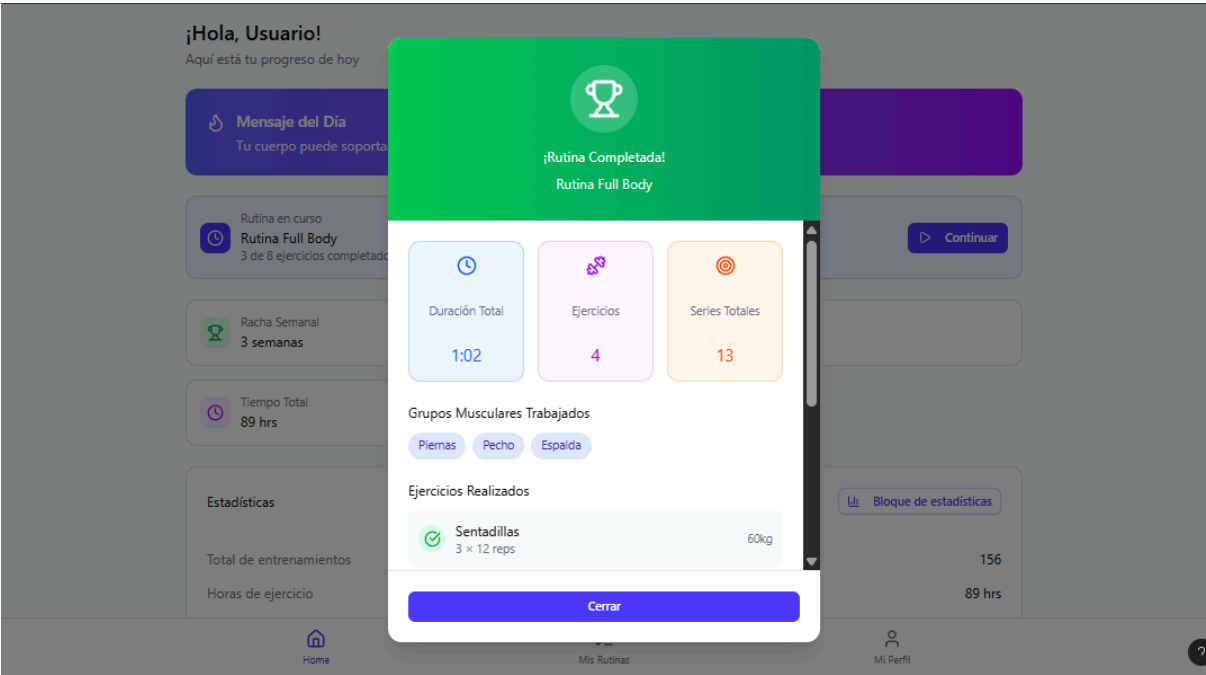 ¡Hola, Usuario!
Aquí está tu progreso de hoy
Mensaje del Día
Tu cuerpo puede soporta
Rutina en curso
Rutina Full Body
3 de 8 ejercicios completado
Continuar
Racha Semanal
3 semanas
Tiempo Total
89 hrs
Estadísticas
Bloque de estadísticas
Total de entrenamientos
156
Horas de ejercicio
89 hrs
¡Rutina Completada!
Rutina Full Body
Duración Total
1:02
Ejercicios
4
Series Totales
13
Grupos Musculares Trabajados
Piernas Pecho Espalda
Ejercicios Realizados
Sentadillas
3 × 12 reps
60kg
Cerrar
Home
Mis Rutinas
Mi Perfil
?